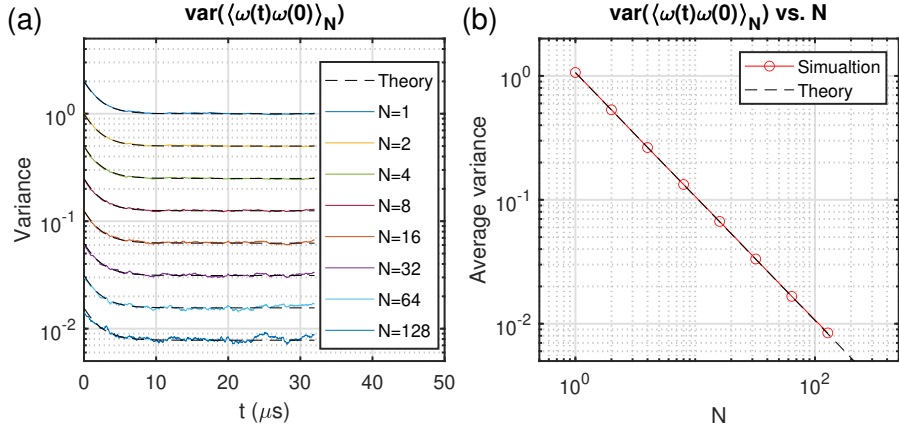 (a)
var(⟨ω(t)ω(0)⟩_N)
Variance
10^0
10^-1
10^-2
0
10
20
30
40
50
t (μs)
Theory
N=1
N=2
N=4
N=8
N=16
N=32
N=64
N=128
(b)
var(⟨ω(t)ω(0)⟩_N) vs. N
Average variance
10^0
10^-1
10^-2
10^0
10^2
N
Simualtion
Theory